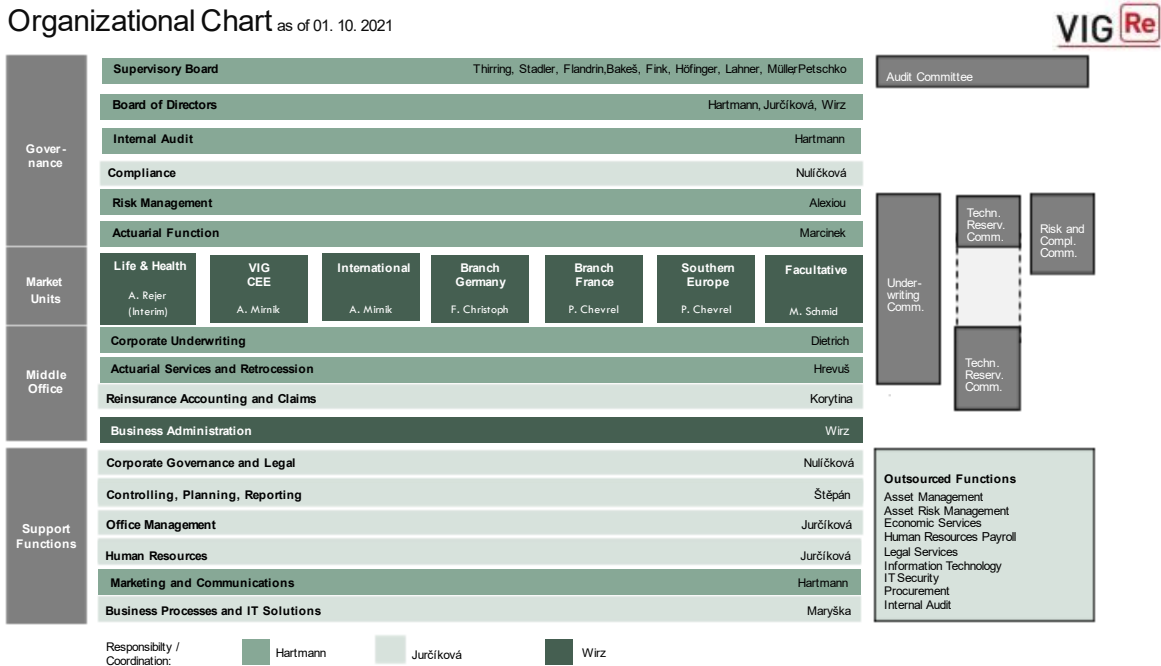 Organizational Chart as of 01. 10. 2021
VIG Re
Gover-
nance
Supervisory Board Thirring, Stadler, Flandrin,Bakeš, Fink, Höfinger, Lahner, Müller,Petschko
Audit Committee
Board of Directors Hartmann, Jurčíková, Wirz
Internal Audit Hartmann
Compliance Nulíčková
Risk Management Alexiou
Actuarial Function Marcinek
Market
Units
Life & Health
A. Rejer
(Interim)
VIG
CEE
A. Mirnik
International
A. Mirnik
Branch
Germany
F. Christoph
Branch
France
P. Chevrel
Southern
Europe
P. Chevrel
Facultative
M. Schmid
Under-
writing
Comm.
Techn.
Reserv.
Comm.
Risk and
Compl.
Comm.
Techn.
Reserv.
Comm.
Middle
Office
Corporate Underwriting Dietrich
Actuarial Services and Retrocession Hrevuš
Reinsurance Accounting and Claims Korytina
Business Administration Wirz
Support
Functions
Corporate Governance and Legal Nulíčková
Controlling, Planning, Reporting Štěpán
Office Management Jurčíková
Human Resources Jurčíková
Marketing and Communications Hartmann
Business Processes and IT Solutions Maryška
Outsourced Functions
Asset Management
Asset Risk Management
Economic Services
Human Resources Payroll
Legal Services
Information Technology
IT Security
Procurement
Internal Audit
Responsibilty /
Coordination:
Hartmann
Jurčíková
Wirz